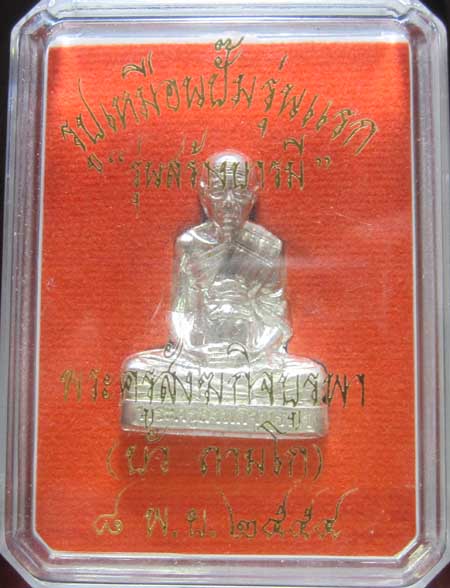 รูปเหมือนปั๊มรุ่นแรก
"รุ่นสร้างบารมี"
พระครูสังฆกิจบูรพา
(บัว ถามโก)
๘ พ.ย. ๒๕๕๔